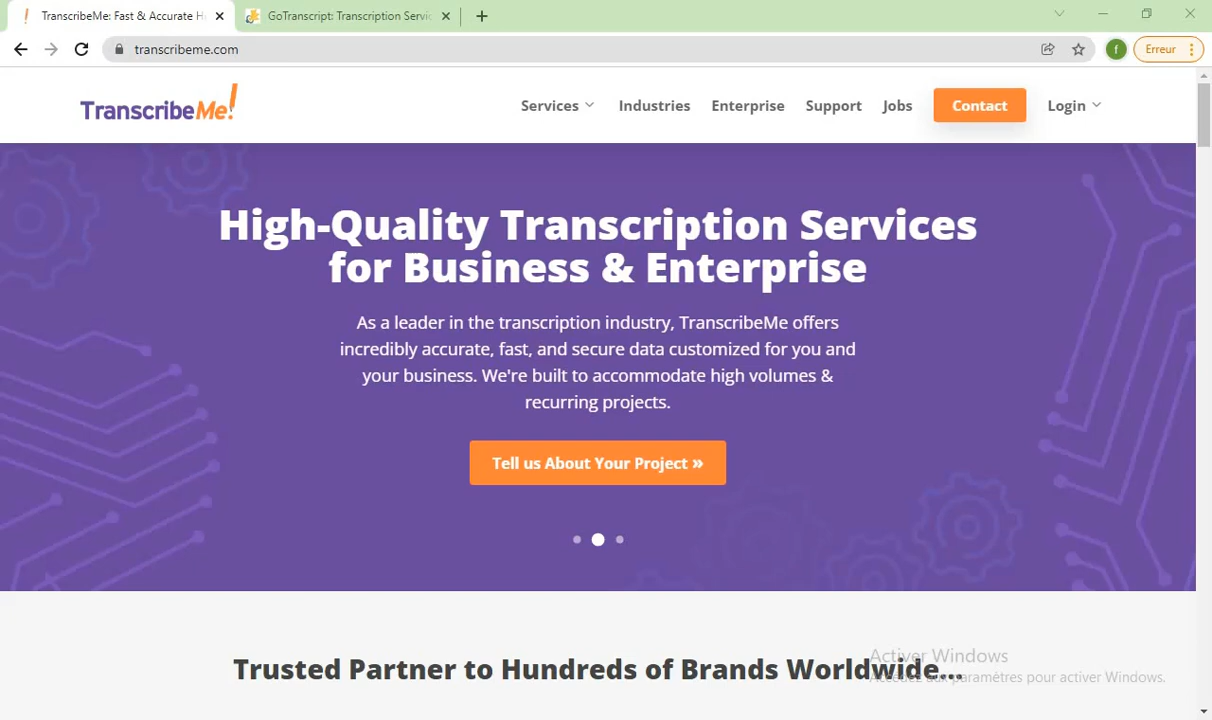 TranscribeMe: Fast & Accurate H
GoTranscript: Transcription Servic
transcribeme.com
f
Erreur
TranscribeMe!
Services
Industries
Enterprise
Support
Jobs
Contact
Login
High-Quality Transcription Services
for Business & Enterprise
As a leader in the transcription industry, TranscribeMe offers
incredibly accurate, fast, and secure data customized for you and
your business. We're built to accommodate high volumes &
recurring projects.
Tell us About Your Project »
Trusted Partner to Hundreds of Brands Worldwide...
Activer Windows
Accédez aux paramètres pour activer Windows.